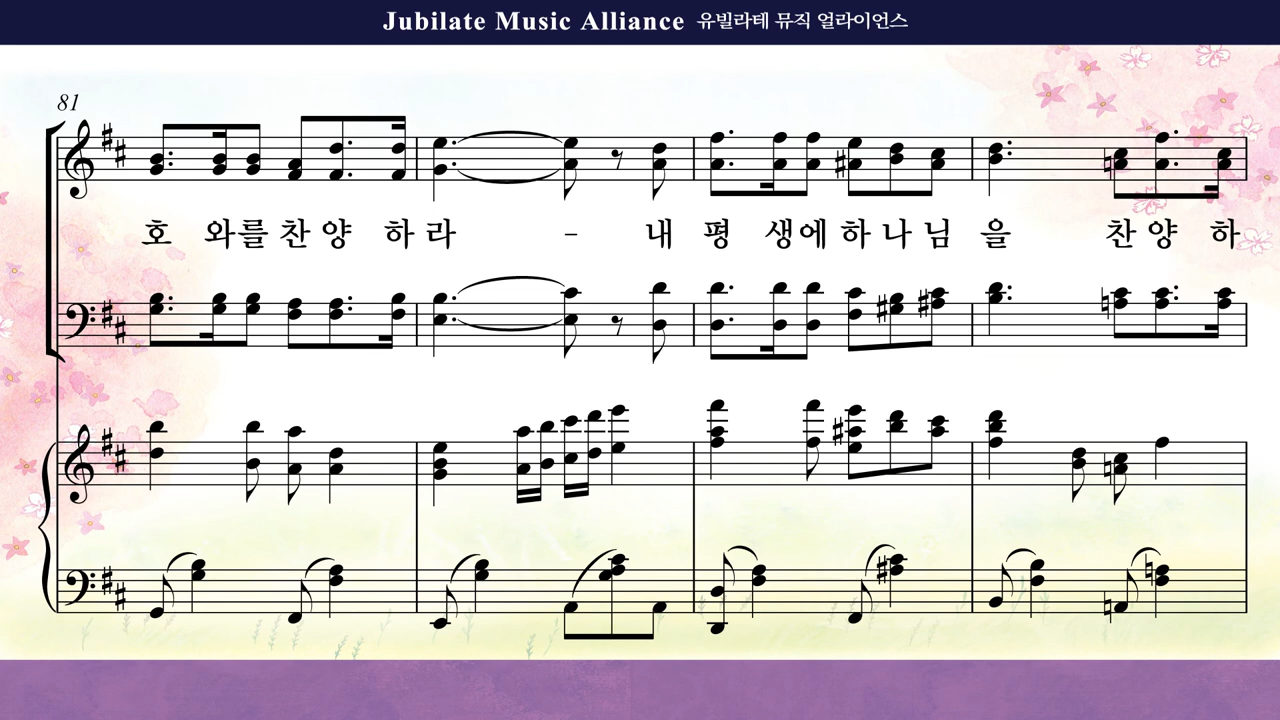 Jubilate Music Alliance 유빌라테 뮤직 얼라이언스
81
호 와를 찬 양 하 라 - 내 평 생에 하 나 님 을 찬 양 하